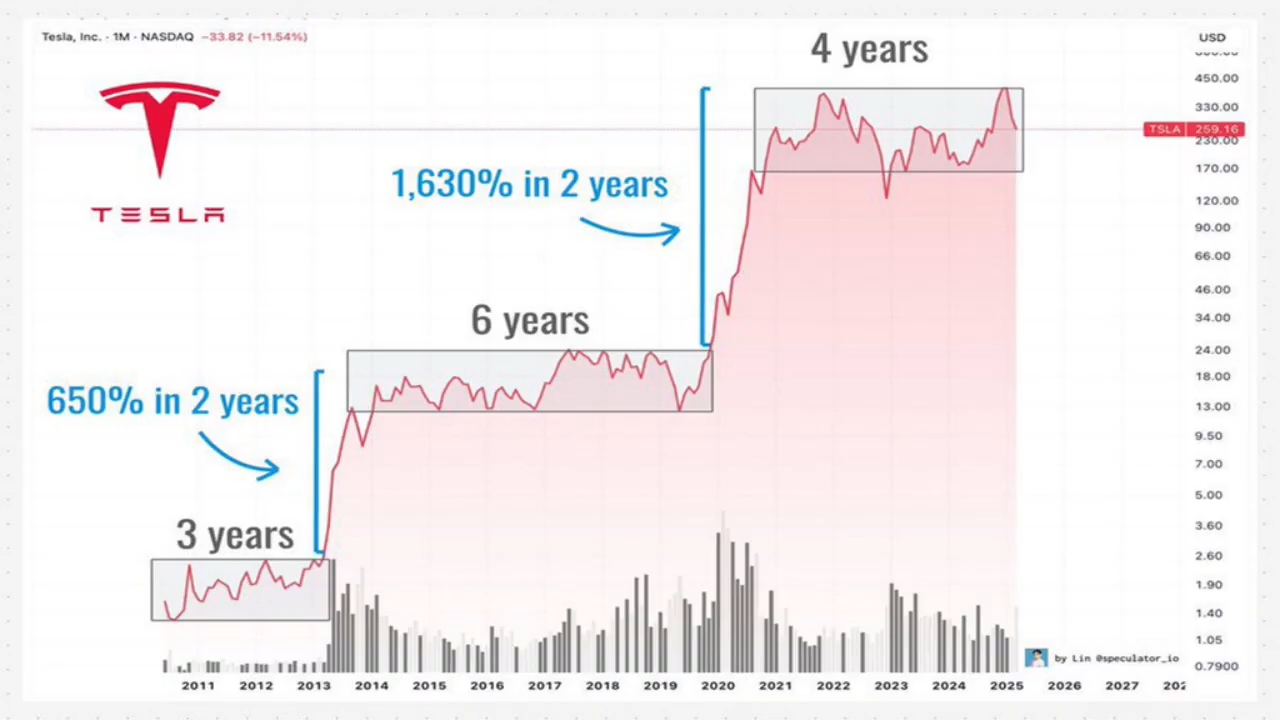 Tesla, Inc. · 1M · NASDAQ −33.82 (−11.54%)
USD
4 years
450.00
330.00
TSLA 259.16
230.00
170.00
1,630% in 2 years
TESLA
120.00
90.00
66.00
46.00
6 years
34.00
24.00
18.00
650% in 2 years
13.00
9.50
7.00
5.00
3 years
3.60
2.60
1.90
1.40
1.05
by Lin @speculator_io
0.7900
2011 2012 2013 2014 2015 2016 2017 2018 2019 2020 2021 2022 2023 2024 2025 2026 2027